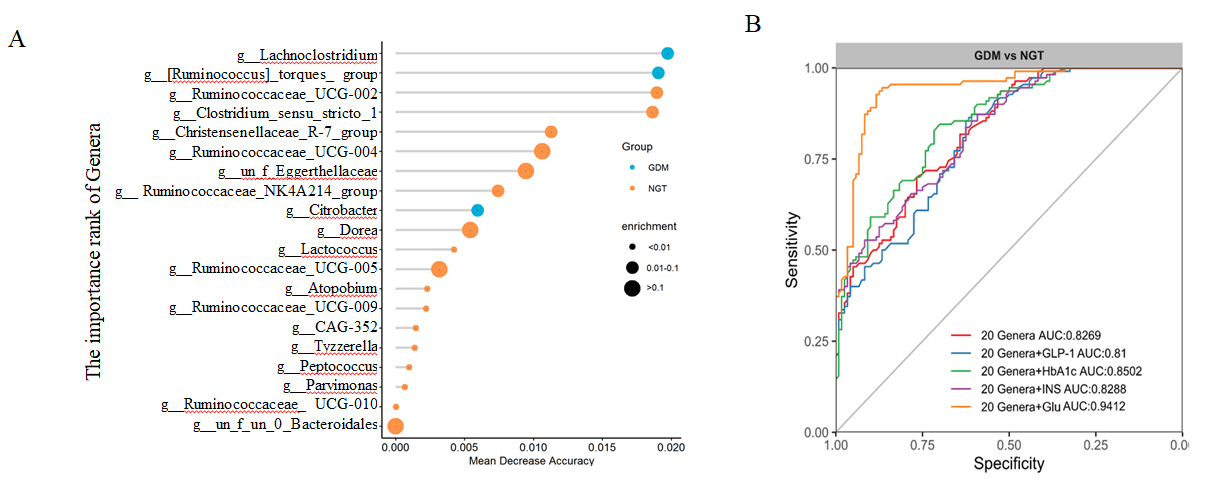 A
The importance rank of Genera
g__Lachnoclostridium
g__[Ruminococcus]_torques_ group
g__Ruminococcaceae_UCG-002
g__Clostridium_sensu_stricto_1
g__Christensenellaceae_R-7_group
g__Ruminococcaceae_UCG-004
g__un_f_Eggerthellaceae
g__ Ruminococcaceae_NK4A214_group
g__Citrobacter
g__Dorea
g__Lactococcus
g__Ruminococcaceae_UCG-005
g__Atopobium
g__Ruminococcaceae_UCG-009
g__CAG-352
g__Tyzzerella
g__Peptococcus
g__Parvimonas
g__Ruminococcaceae_ UCG-010
g__un_f_un_0_Bacteroidales
0.000 0.005 0.010 0.015 0.020
Mean Decrease Accuracy
Group
GDM
NGT
enrichment
<0.01
0.01-0.1
>0.1
B
GDM vs NGT
Sensitivity
1.00
0.75
0.50
0.25
0.00
20 Genera AUC:0.8269
20 Genera+GLP-1 AUC:0.81
20 Genera+HbA1c AUC:0.8502
20 Genera+INS AUC:0.8288
20 Genera+Glu AUC:0.9412
1.00 0.75 0.50 0.25 0.0
Specificity